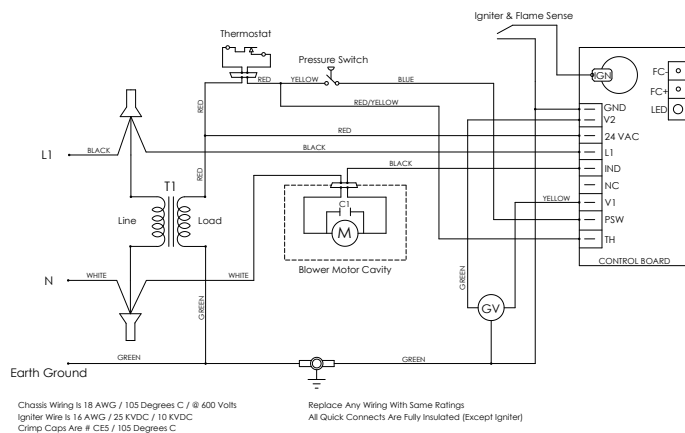 Igniter & Flame Sense
Thermostat
Pressure Switch
IGN
FC-
FC+
LED
RED
YELLOW
BLUE
RED/YELLOW
RED
GND
V2
RED
24 VAC
L1
BLACK
BLACK
L1
BLACK
IND
RED
T1
NC
Line
Load
C1
M
YELLOW
V1
PSW
TH
Blower Motor Cavity
CONTROL BOARD
N
WHITE
WHITE
GREEN
GREEN
GV
GREEN
GREEN
Earth Ground
Chassis Wiring Is 18 AWG / 105 Degrees C / @ 600 Volts
Igniter Wire Is 16 AWG / 25 KVDC / 10 KVDC
Crimp Caps Are # CE5 / 105 Degrees C
Replace Any Wiring With Same Ratings
All Quick Connects Are Fully Insulated (Except Igniter)